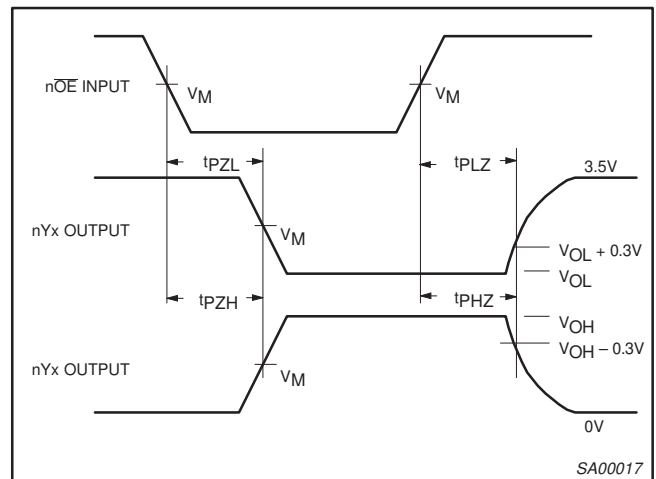 nOE INPUT
VM
VM
tPZL
tPLZ
3.5V
nYx OUTPUT
VM
VOL + 0.3V
VOL
tPZH
tPHZ
VOH
VOH – 0.3V
nYx OUTPUT
VM
0V
SA00017